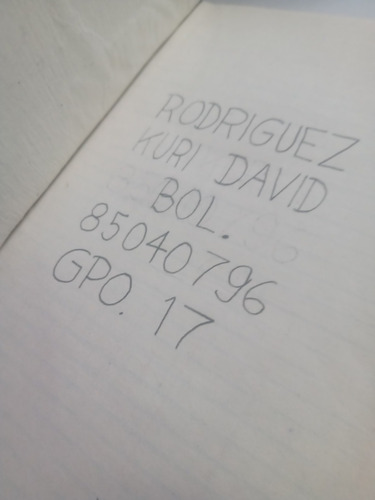 RODRIGUEZ
KURI DAVID
BOL.
85040796
GPO. 17